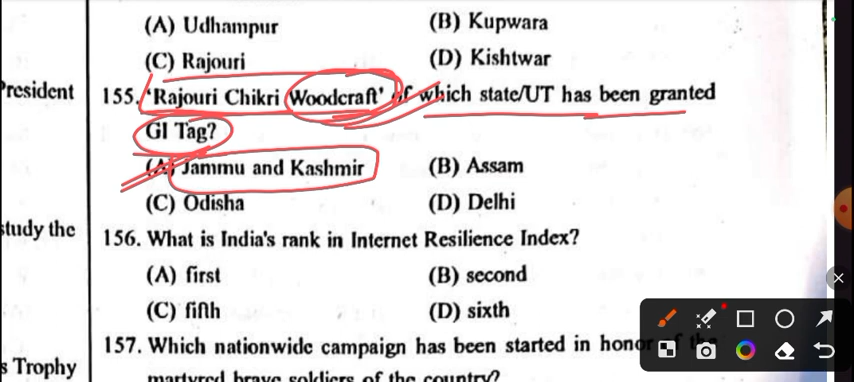 (A) Udhampur (B) Kupwara
(C) Rajouri (D) Kishtwar
President
155. 'Rajouri Chikri Woodcraft' of which state/UT has been granted
GI Tag?
(A) Jammu and Kashmir (B) Assam
(C) Odisha (D) Delhi
study the
156. What is India's rank in Internet Resilience Index?
(A) first (B) second
(C) fifth (D) sixth
157. Which nationwide campaign has been started in honor of the
s Trophy
martyred brave soldiers of the country?